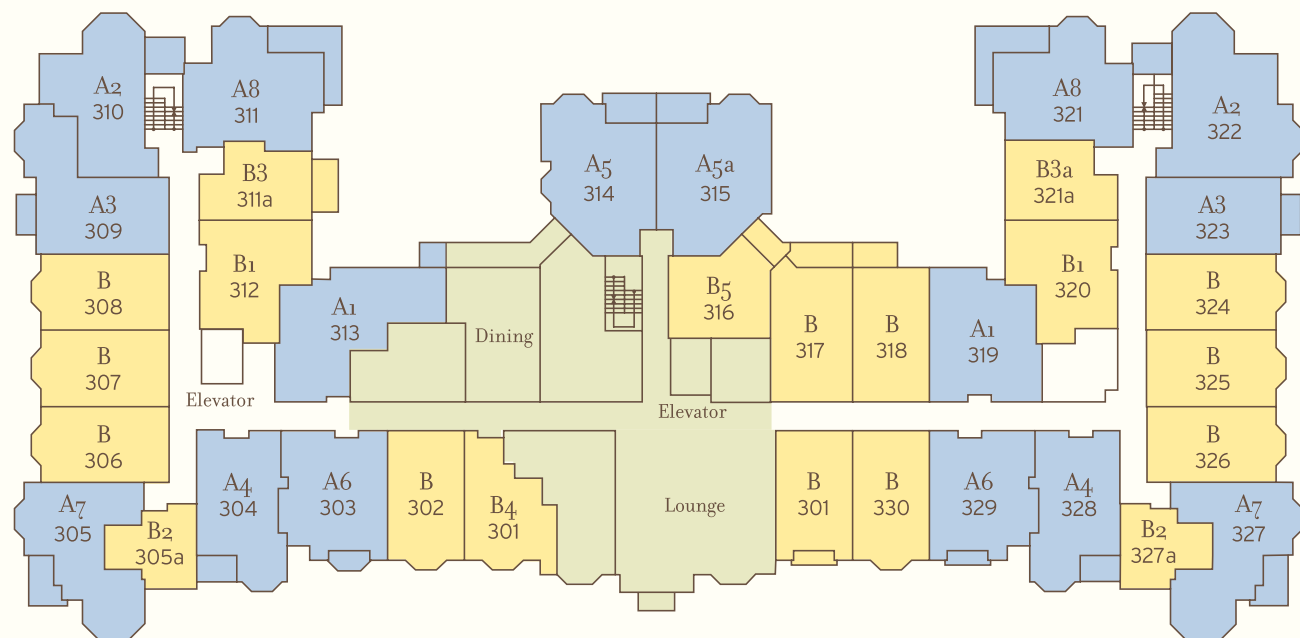 A2
310
A8
311
A8
321
A2
322
A5
314
A5a
315
B3
311a
B3a
321a
A3
309
A3
323
B1
312
B1
320
B
308
B
324
A1
313
Dining
B5
316
B
317
B
318
A1
319
B
307
B
325
Elevator
Elevator
B
306
B
326
A4
304
A6
303
B
302
B4
301
Lounge
B
301
B
330
A6
329
A4
328
A7
305
B2
305a
B2
327a
A7
327